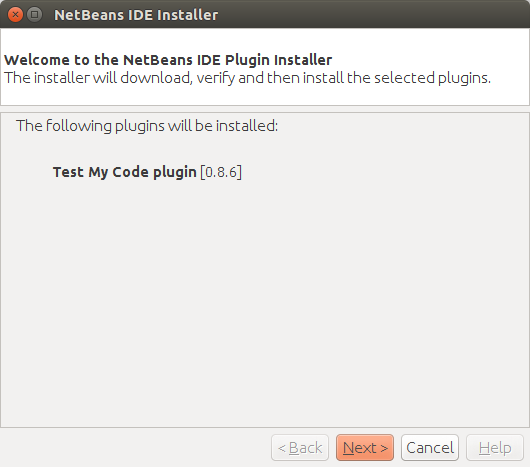 NetBeans IDE Installer
Welcome to the NetBeans IDE Plugin Installer
The installer will download, verify and then install the selected plugins.
The following plugins will be installed:
Test My Code plugin [0.8.6]
< Back Next > Cancel Help